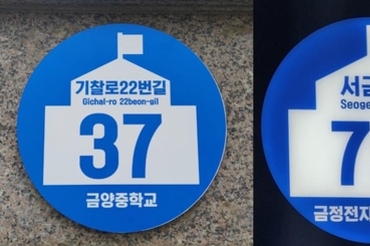 기찰로22번길
Gichal-ro 22beon-gil
37
금양중학교
서금
Seoge
7
금정전자